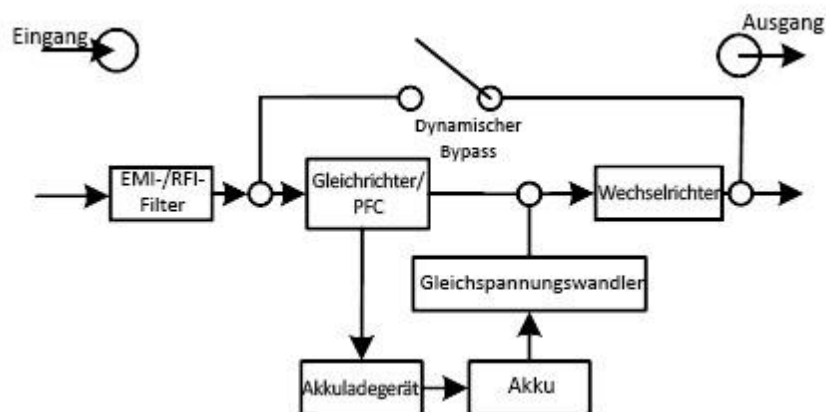 Eingang
Ausgang
Dynamischer
Bypass
EMI-/RFI-
Filter
Gleichrichter/
PFC
Wechselrichter
Gleichspannungswandler
Akkuladegerät
Akku